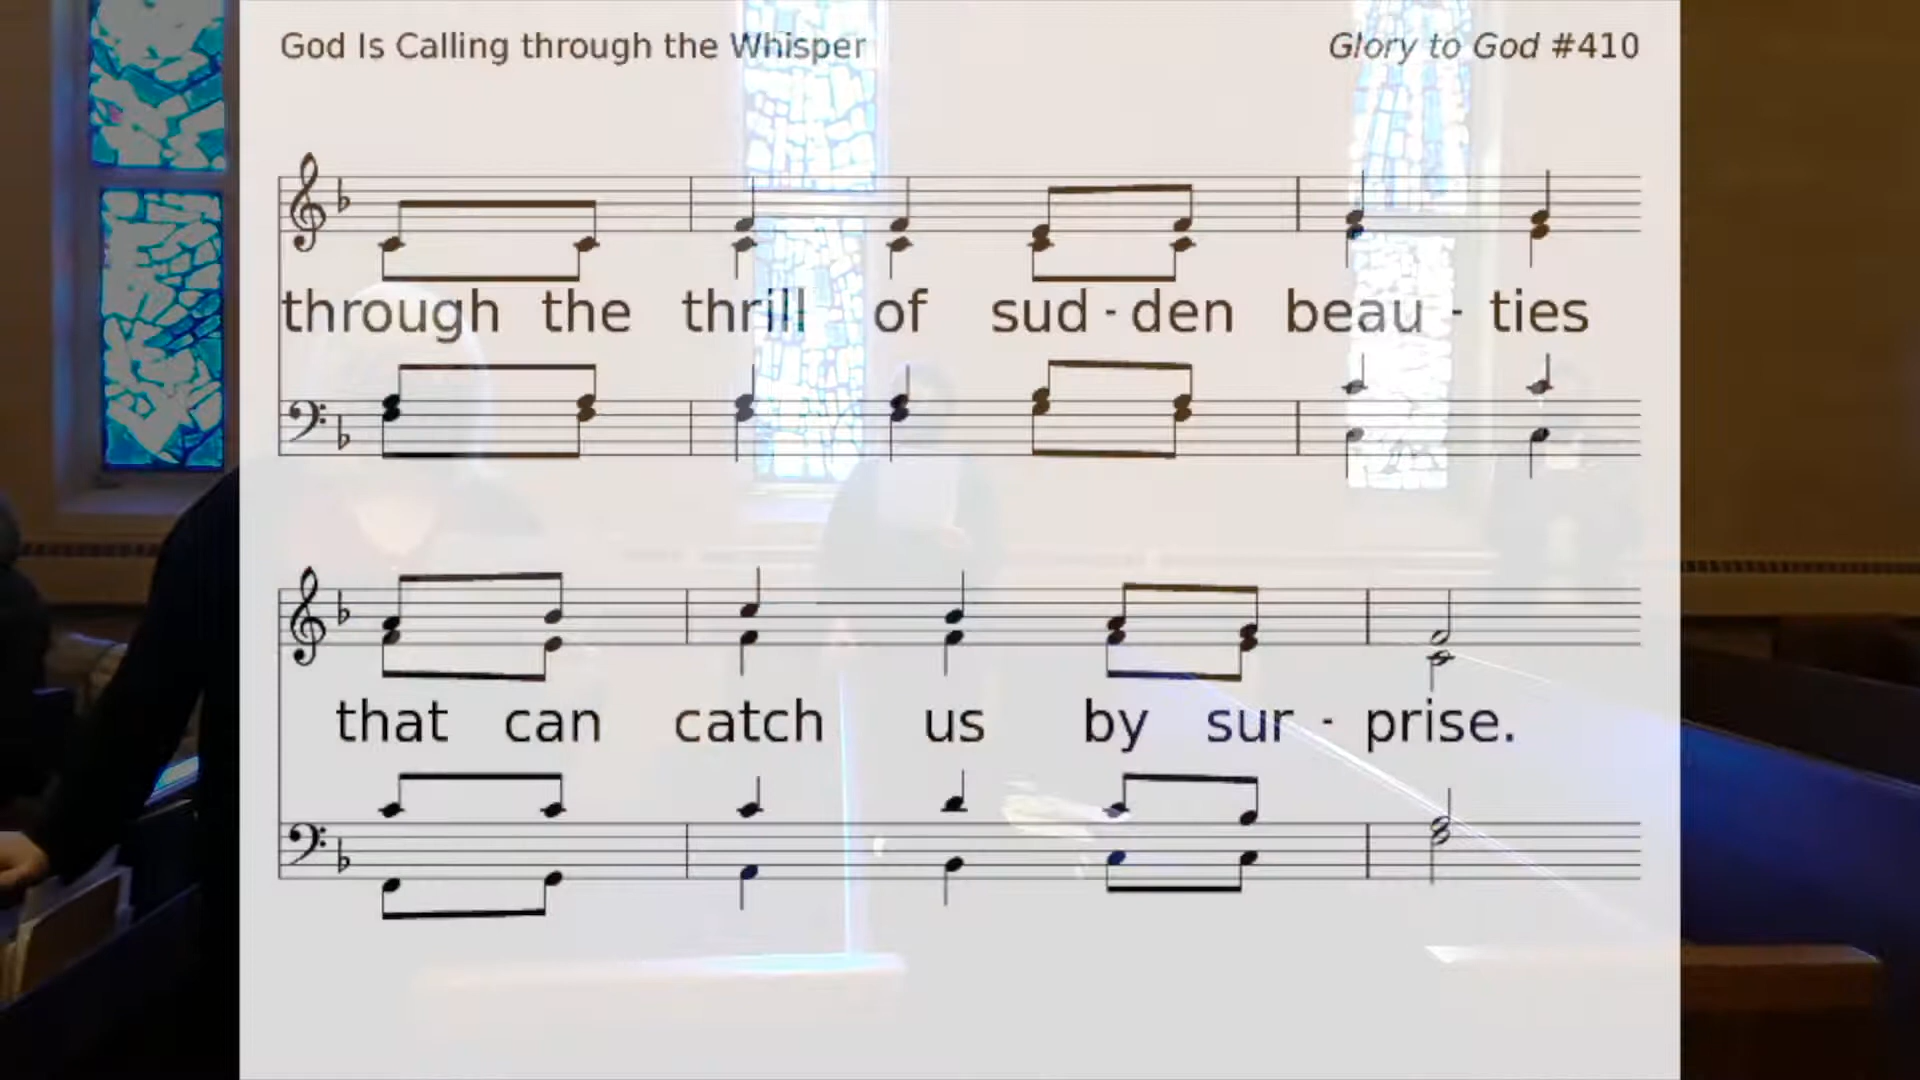 God Is Calling through the Whisper
Glory to God #410
through the thrill of sud - den beau - ties
that can catch us by sur - prise.